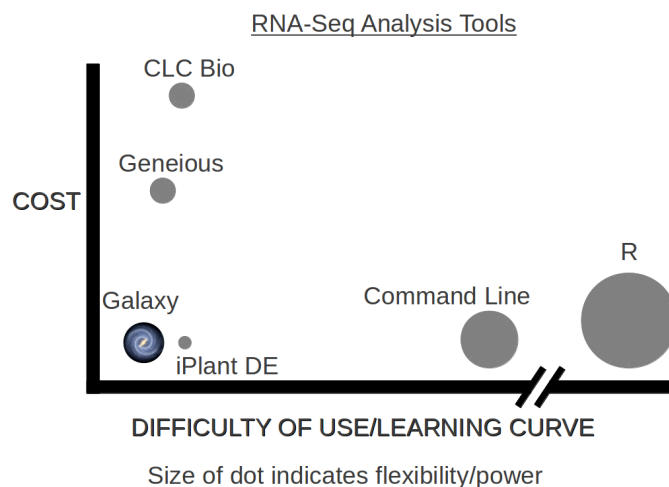 RNA-Seq Analysis Tools
CLC Bio
Geneious
COST
R
Galaxy
Command Line
iPlant DE
DIFFICULTY OF USE/LEARNING CURVE
Size of dot indicates flexibility/power